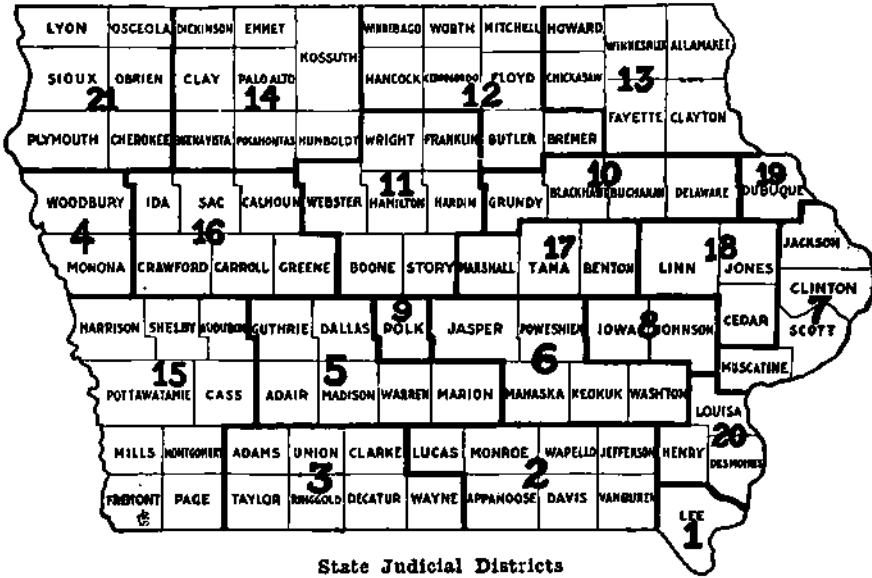 LYON OSCEOLA DICKINSON EMMET KOSSUTH WINNEBAGO WORTH MITCHELL HOWARD WINNESHIEK ALLAMAKEE
SIOUX OBRIEN CLAY PALO ALTO HANCOCK FLOYD CHICKASAW
21 14 12 13
PLYMOUTH CHEROKEE BUENAVISTA POCAHONTAS HUMBOLDT WRIGHT FRANKLIN BUTLER BREMER FAYETTE CLAYTON
WOODBURY IDA SAC CALHOUN WEBSTER HAMILTON HARDIN GRUNDY BLACKHAWK BUCHANAN DELAWARE DUBUQUE
4 16 11 10 19
MONONA CRAWFORD CARROLL GREENE BOONE STORY MARSHALL TAMA BENTON LINN JONES JACKSON
17 18
CLINTON
7
HARRISON SHELBY AUDUBON GUTHRIE DALLAS POLK JASPER POWESHIEK IOWA JOHNSON CEDAR SCOTT
9 8
MUSCATINE
15 5 6
POTTAWATAMIE CASS ADAIR MADISON WARREN MARION MAHASKA KEOKUK WASHTON LOUISA
MILLS MONTGOMERY ADAMS UNION CLARKE LUCAS MONROE WAPELLO JEFFERSON HENRY DESMOINES
3 2 20
FREMONT PAGE TAYLOR RINGGOLD DECATUR WAYNE APPANOOSE DAVIS VANBUREN LEE
1
State Judicial Districts